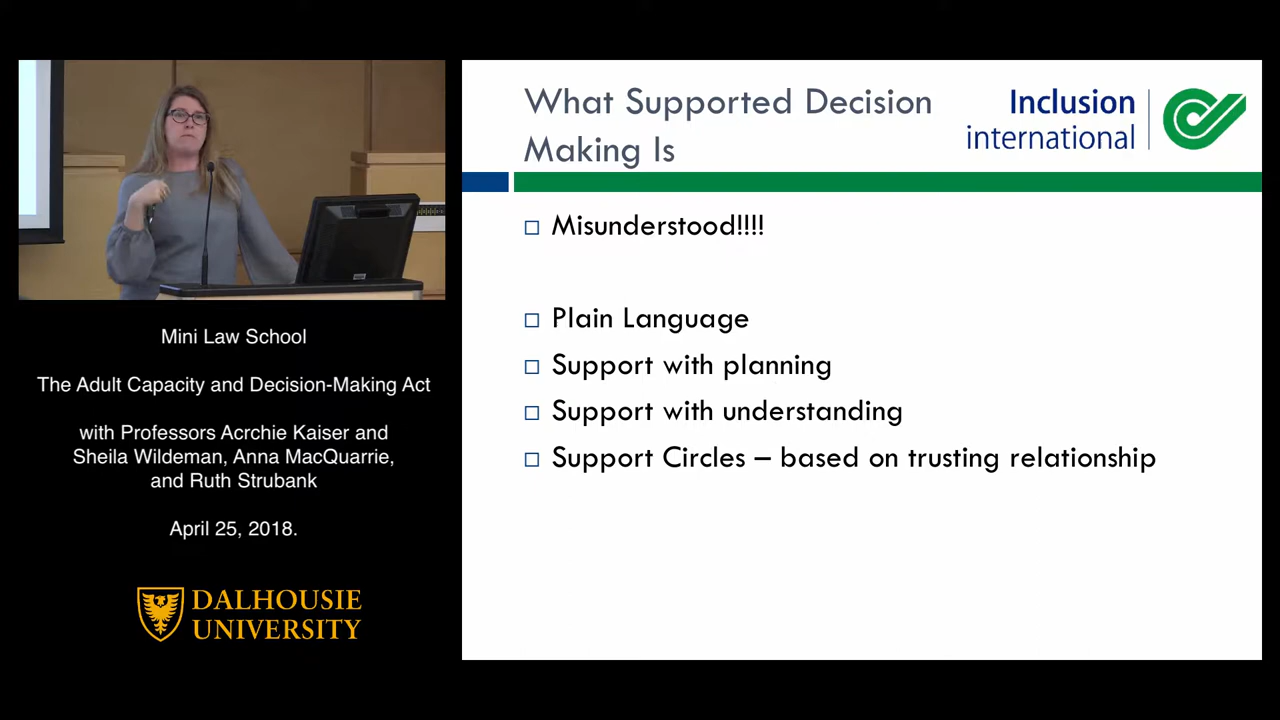 Mini Law School
The Adult Capacity and Decision-Making Act
with Professors Acrchie Kaiser and
Sheila Wildeman, Anna MacQuarrie,
and Ruth Strubank
April 25, 2018.
DALHOUSIE
UNIVERSITY
What Supported Decision
Making Is
Inclusion
international
Misunderstood!!!!
Plain Language
Support with planning
Support with understanding
Support Circles – based on trusting relationship